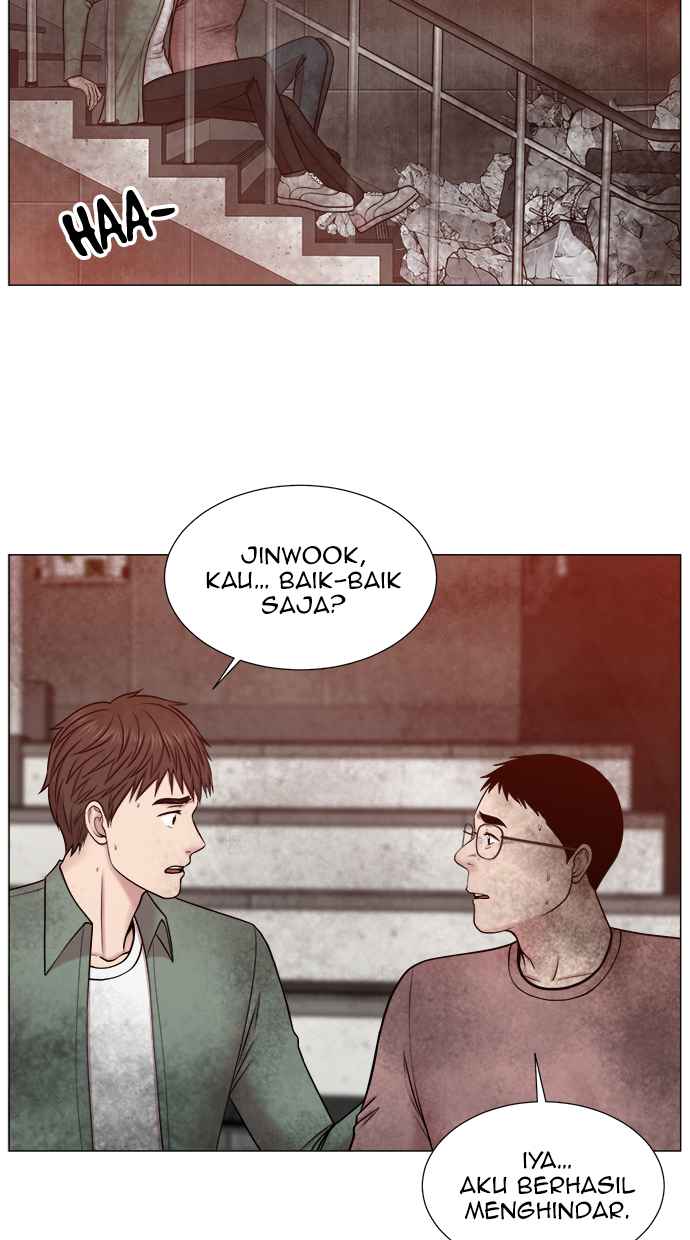 HAA-
JINWOOK,
KAU... BAIK-BAIK
SAJA?
IYA...
AKU BERHASIL
MENGHINDAR.